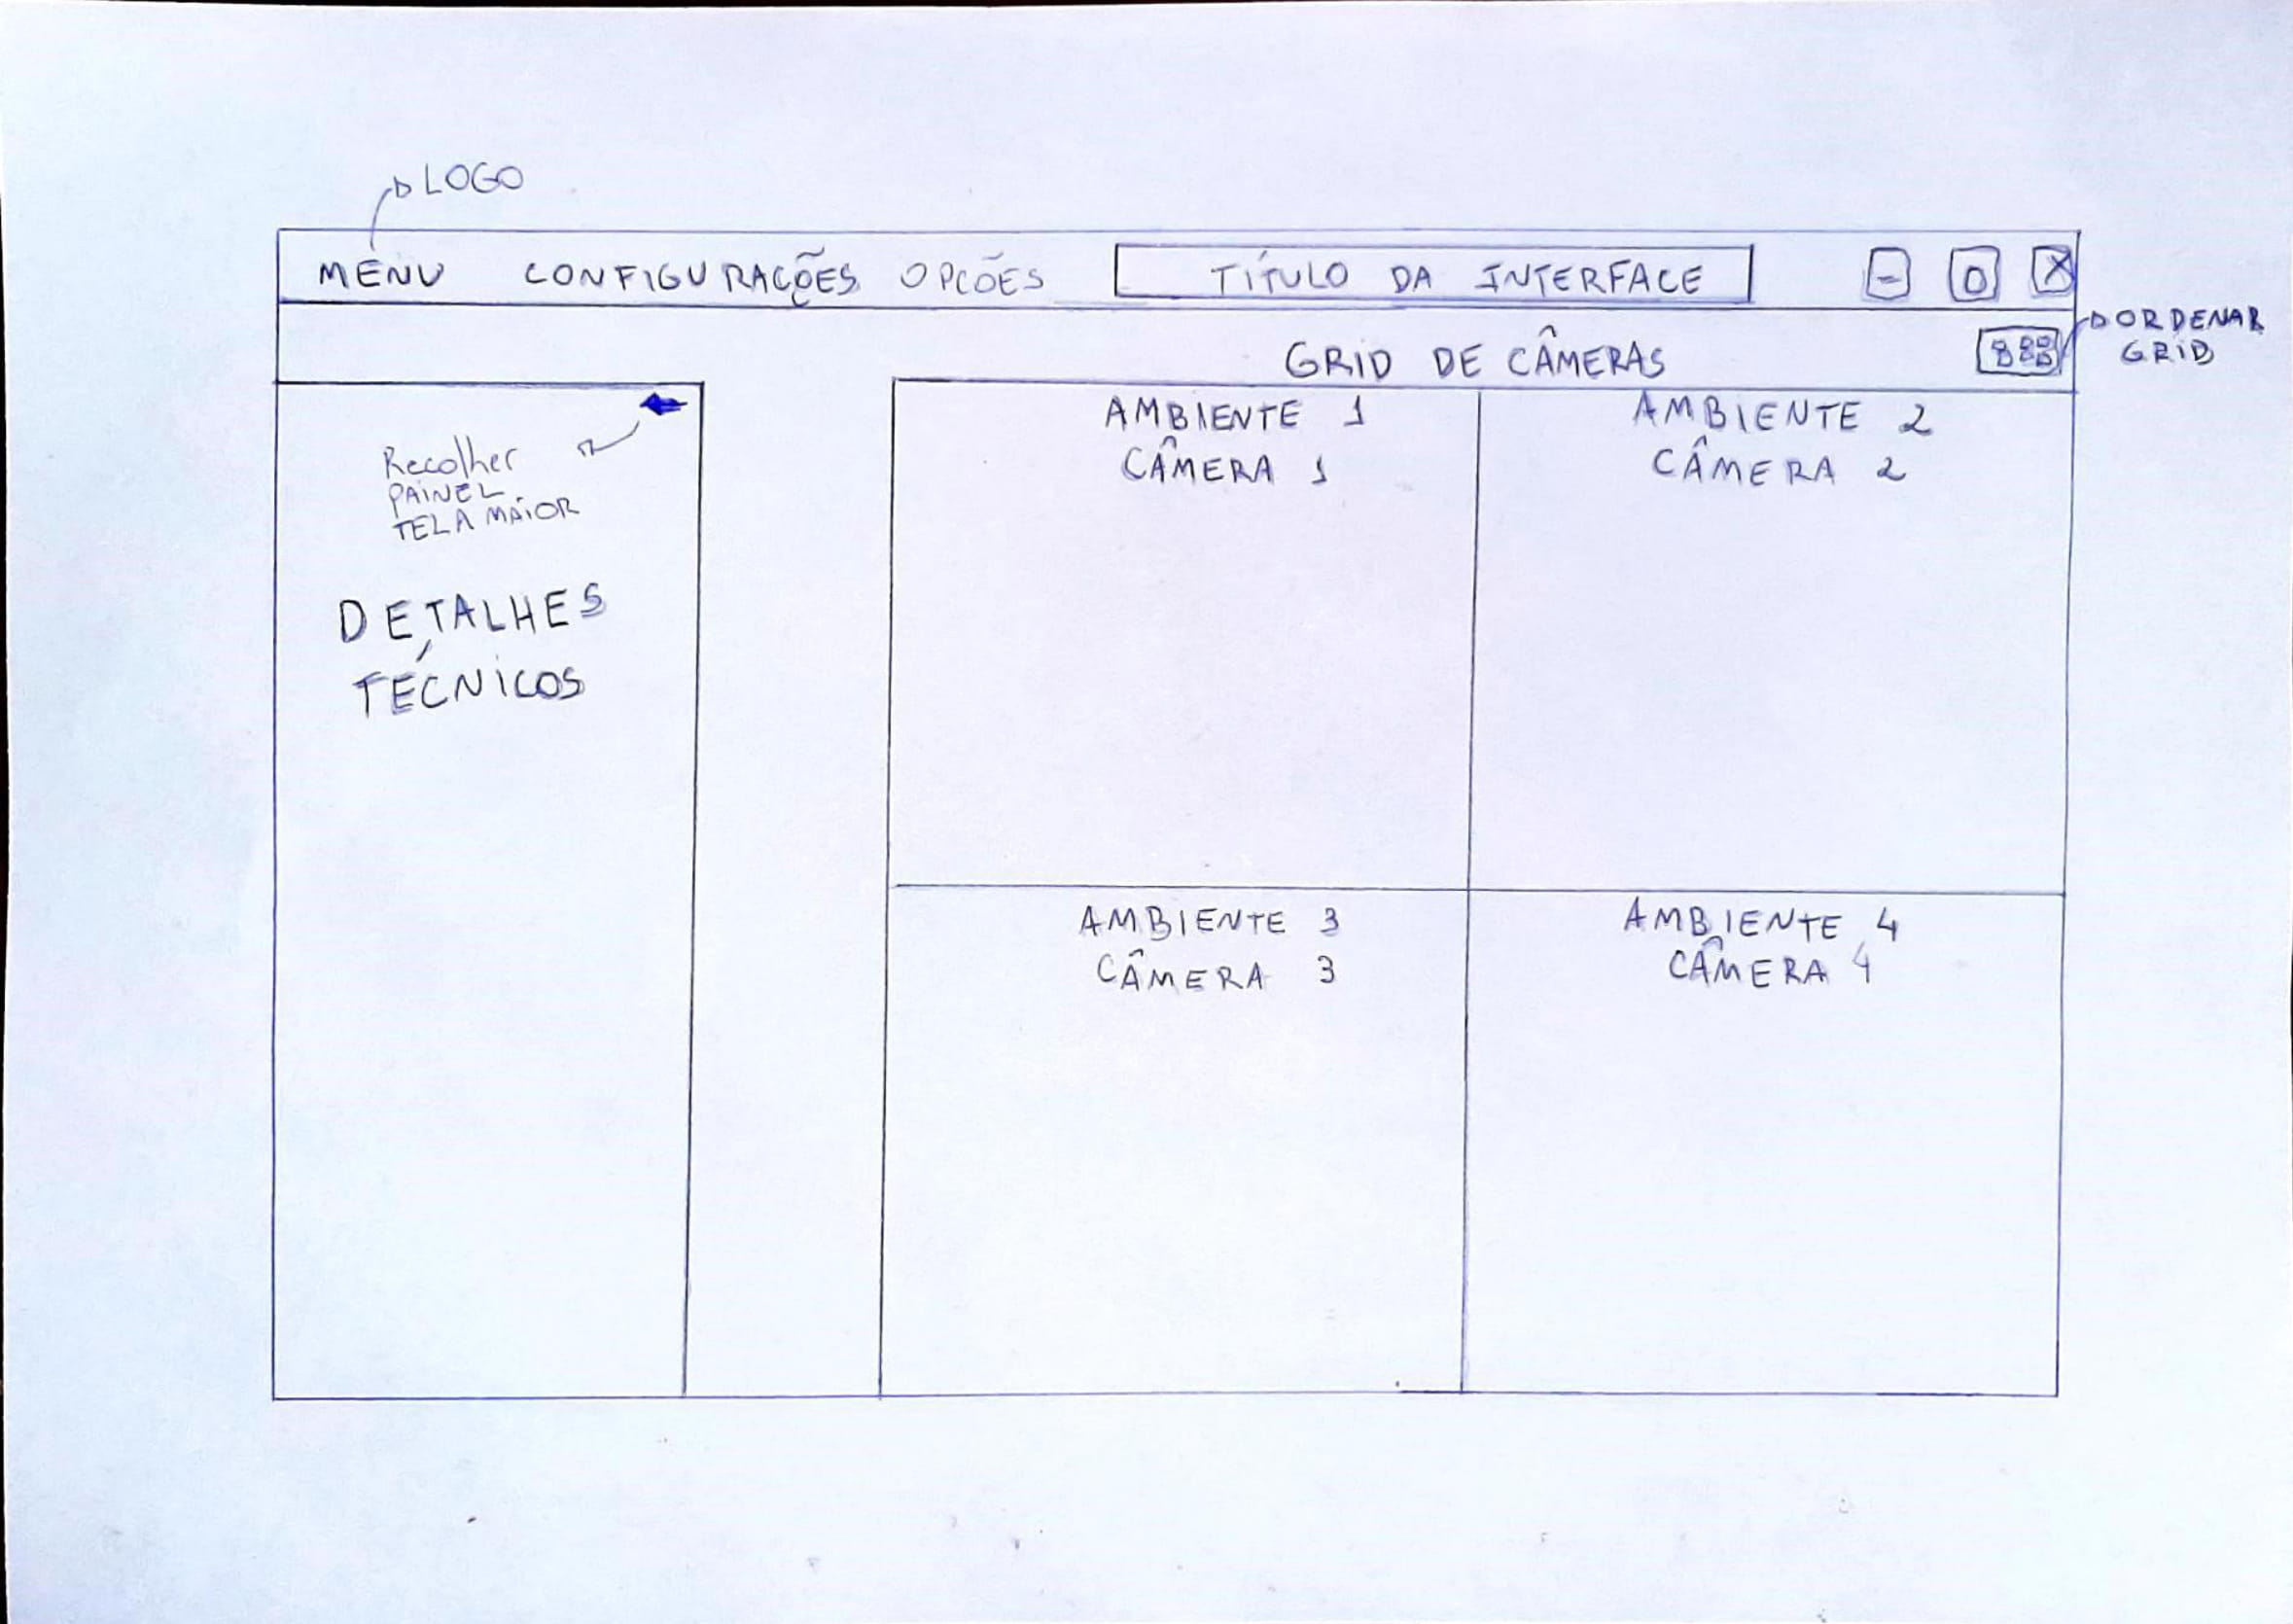 LOGO
MENU CONFIGURAÇÕES OPCÕES TÍTULO DA INTERFACE - O X
ORDENAR
GRID
GRID DE CÂMERAS
Recolher
PAINEL
TELA MAIOR
DETALHES
TÉCNICOS
AMBIENTE 1
CÂMERA 1
AMBIENTE 2
CÂMERA 2
AMBIENTE 3
CÂMERA 3
AMBIENTE 4
CÂMERA 4